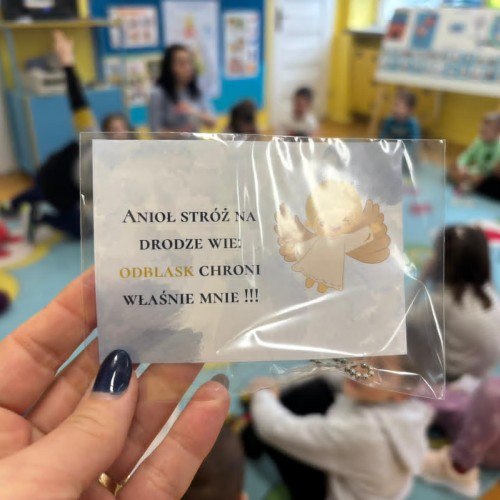 ANIOŁ STRÓŻ NA
DRODZE WIE:
ODBLASK CHRONI
WŁAŚNIE MNIE !!!